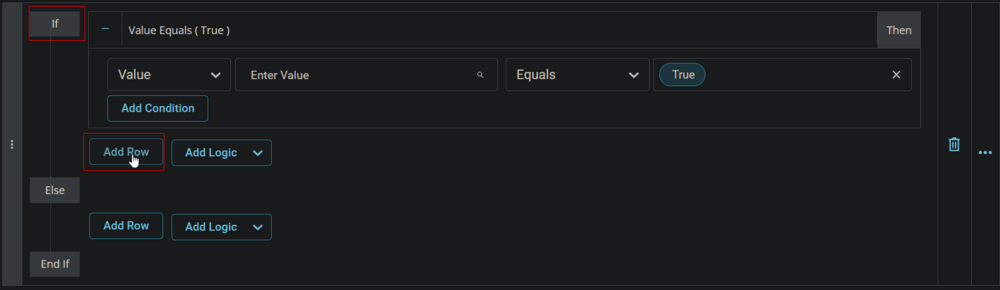 If
Value Equals ( True )
Then
Value
Enter Value
Equals
True
Add Condition
Add Row
Add Logic
Else
Add Row
Add Logic
End If